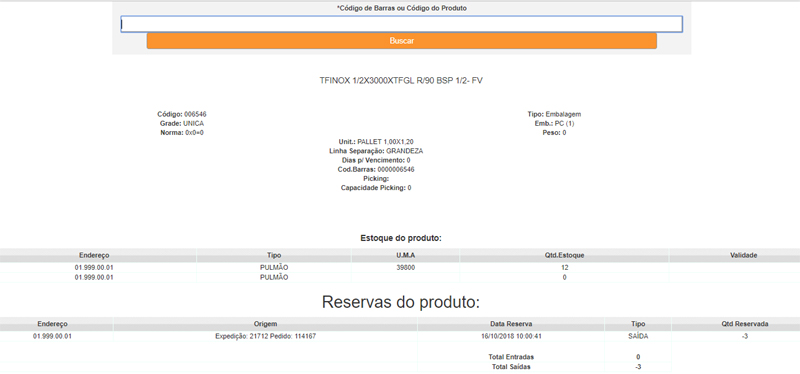 *Código de Barras ou Código do Produto
Buscar
TFINOX 1/2X3000XTFGL R/90 BSP 1/2- FV
Código: 006546 Tipo: Embalagem
Grade: UNICA Emb.: PC (1)
Norma: 0x0=0 Peso: 0
Unit.: PALLET 1,00X1,20
Linha Separação: GRANDEZA
Dias p/ Vencimento: 0
Cod.Barras: 0000006546
Picking:
Capacidade Picking: 0
Estoque do produto:
Endereço Tipo U.M.A Qtd.Estoque Validade
01.999.00.01 PULMÃO 39800 12
01.999.00.01 PULMÃO 0
Reservas do produto:
Endereço Origem Data Reserva Tipo Qtd Reservada
01.999.00.01 Expedição: 21712 Pedido: 114167 16/10/2018 10:00:41 SAÍDA -3
Total Entradas 0
Total Saídas -3